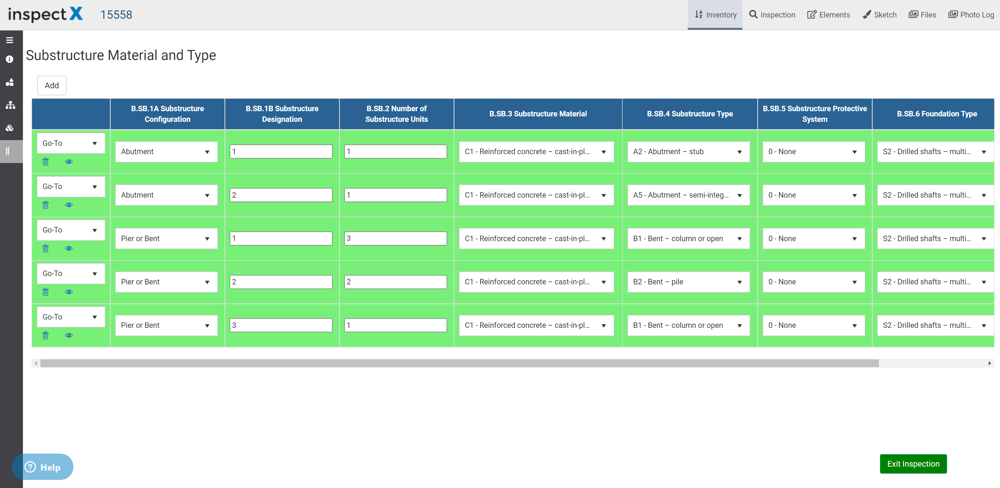 inspectX 15558 Inventory Inspection Elements Sketch Files Photo Log
Substructure Material and Type
Add
B.SB.1A Substructure Configuration B.SB.1B Substructure Designation B.SB.2 Number of Substructure Units B.SB.3 Substructure Material B.SB.4 Substructure Type B.SB.5 Substructure Protective System B.SB.6 Foundation Type
Go-To Abutment 1 1 C1 - Reinforced concrete – cast-in-pl... A2 - Abutment – stub 0 - None S2 - Drilled shafts – multi...
Go-To Abutment 2 1 C1 - Reinforced concrete – cast-in-pl... A5 - Abutment – semi-integ... 0 - None S2 - Drilled shafts – multi...
Go-To Pier or Bent 1 3 C1 - Reinforced concrete – cast-in-pl... B1 - Bent – column or open 0 - None S2 - Drilled shafts – multi...
Go-To Pier or Bent 2 2 C1 - Reinforced concrete – cast-in-pl... B2 - Bent – pile 0 - None S2 - Drilled shafts – multi...
Go-To Pier or Bent 3 1 C1 - Reinforced concrete – cast-in-pl... B1 - Bent – column or open 0 - None S2 - Drilled shafts – multi...
Help
Exit Inspection